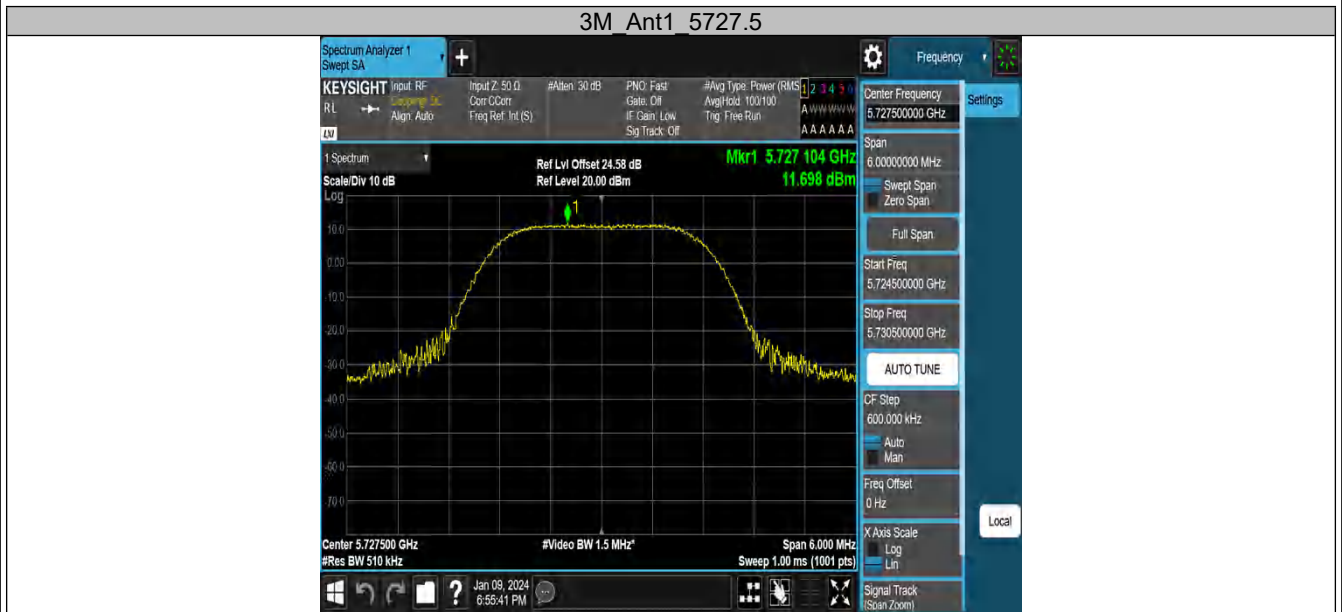 3M_Ant1_5727.5
Spectrum Analyzer 1
Swept SA
+
Frequency
KEYSIGHT
RL
LXI
Input: RF
Coupling: DC
Align: Auto
Input Z: 50 Ω
Corr CCorr
Freq Ref: Int (S)
#Atten: 30 dB
PNO: Fast
Gate: Off
IF Gain: Low
Sig Track: Off
#Avg Type: Power (RMS
Avg|Hold: 100/100
Trig: Free Run
1 2 3 4 5 6
A W W W W W
A A A A A A
1 Spectrum
Scale/Div 10 dB
Log
Ref Lvl Offset 24.58 dB
Ref Level 20.00 dBm
Mkr1 5.727 104 GHz
11.698 dBm
1
10.0
0.00
-10.0
-20.0
-30.0
-40.0
-50.0
-60.0
-70.0
Center 5.727500 GHz
#Res BW 510 kHz
#Video BW 1.5 MHz*
Span 6.000 MHz
Sweep 1.00 ms (1001 pts)
?
Jan 09, 2024
6:55:41 PM
Center Frequency
5.727500000 GHz
Settings
Span
6.00000000 MHz
Swept Span
Zero Span
Full Span
Start Freq
5.724500000 GHz
Stop Freq
5.730500000 GHz
AUTO TUNE
CF Step
600.000 kHz
Auto
Man
Freq Offset
0 Hz
X Axis Scale
Log
Lin
Local
Signal Track
(Span Zoom)